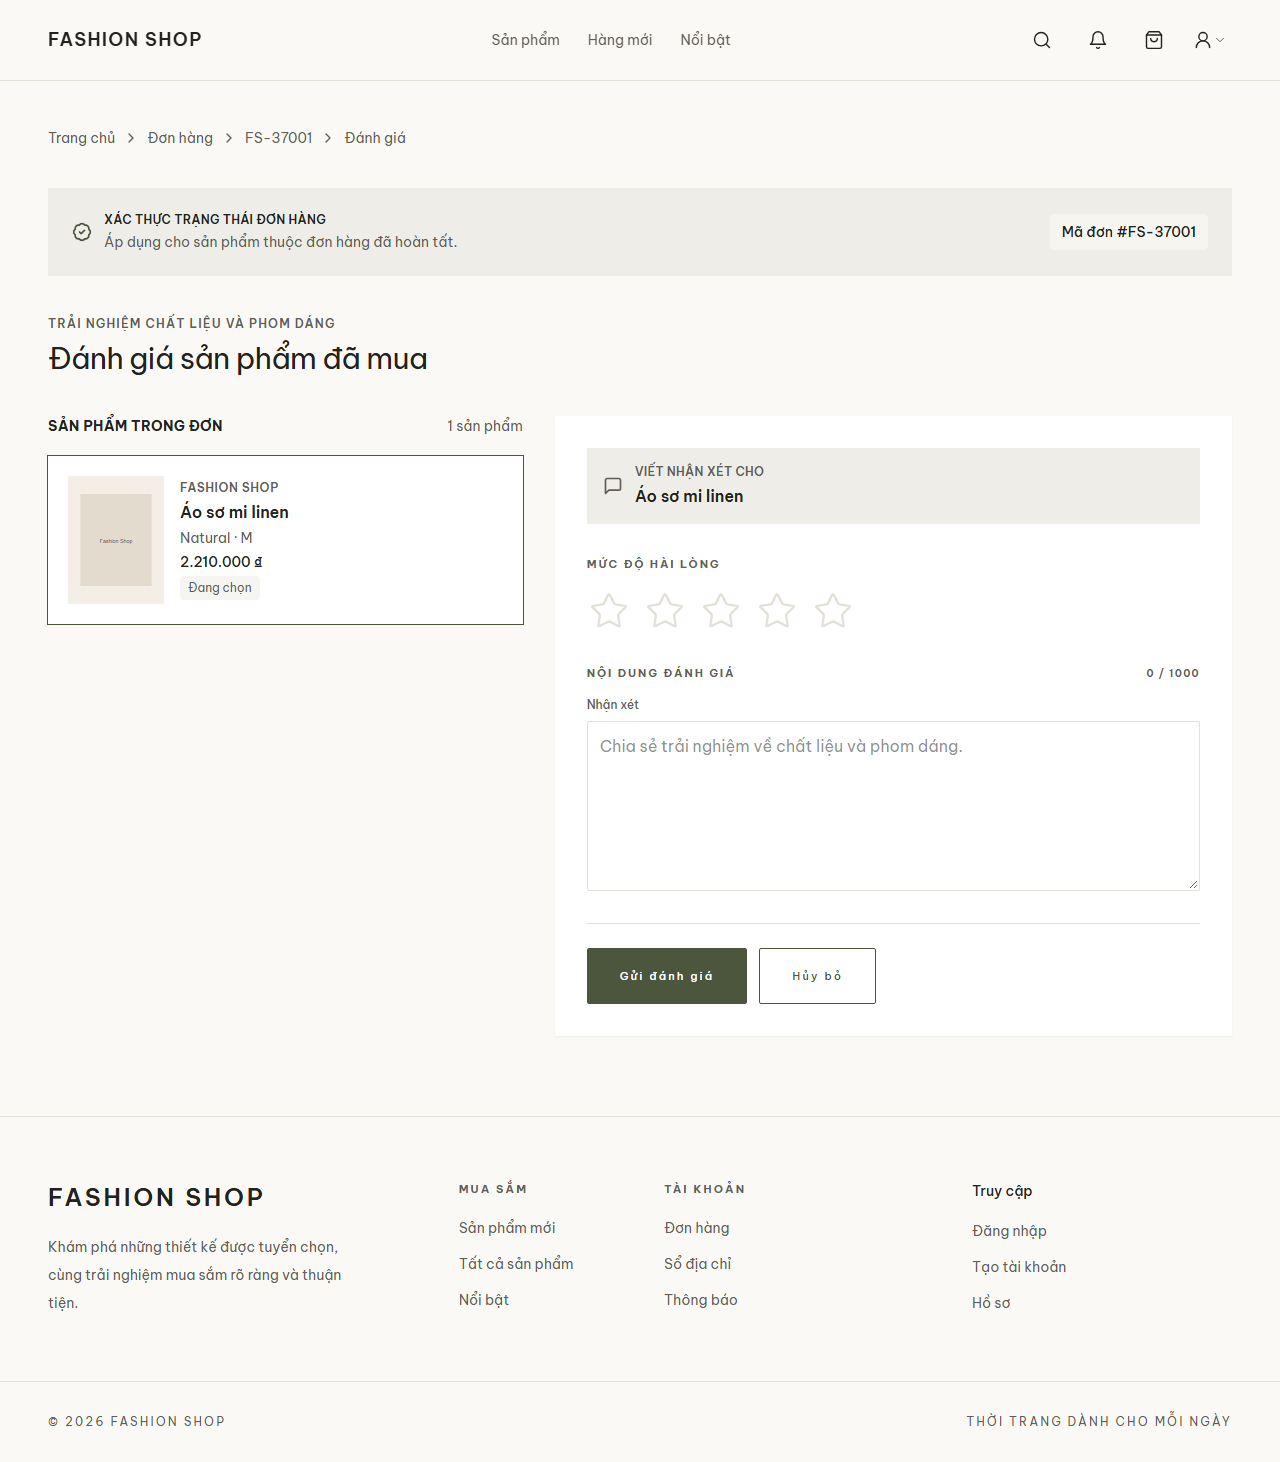 FASHION SHOP
Sản phẩm
Hàng mới
Nổi bật
Trang chủ
Đơn hàng
FS-37001
Đánh giá
XÁC THỰC TRẠNG THÁI ĐƠN HÀNG
Áp dụng cho sản phẩm thuộc đơn hàng đã hoàn tất.
Mã đơn #FS-37001
TRẢI NGHIỆM CHẤT LIỆU VÀ PHOM DÁNG
Đánh giá sản phẩm đã mua
SẢN PHẨM TRONG ĐƠN
1 sản phẩm
Fashion Shop
FASHION SHOP
Áo sơ mi linen
Natural · M
2.210.000 ₫
Đang chọn
VIẾT NHẬN XÉT CHO
Áo sơ mi linen
MỨC ĐỘ HÀI LÒNG
NỘI DUNG ĐÁNH GIÁ
0 / 1000
Nhận xét
Chia sẻ trải nghiệm về chất liệu và phom dáng.
Gửi đánh giá
Hủy bỏ
FASHION SHOP
Khám phá những thiết kế được tuyển chọn,
cùng trải nghiệm mua sắm rõ ràng và thuận
tiện.
MUA SẮM
Sản phẩm mới
Tất cả sản phẩm
Nổi bật
TÀI KHOẢN
Đơn hàng
Sổ địa chỉ
Thông báo
Truy cập
Đăng nhập
Tạo tài khoản
Hồ sơ
© 2026 FASHION SHOP
THỜI TRANG DÀNH CHO MỖI NGÀY